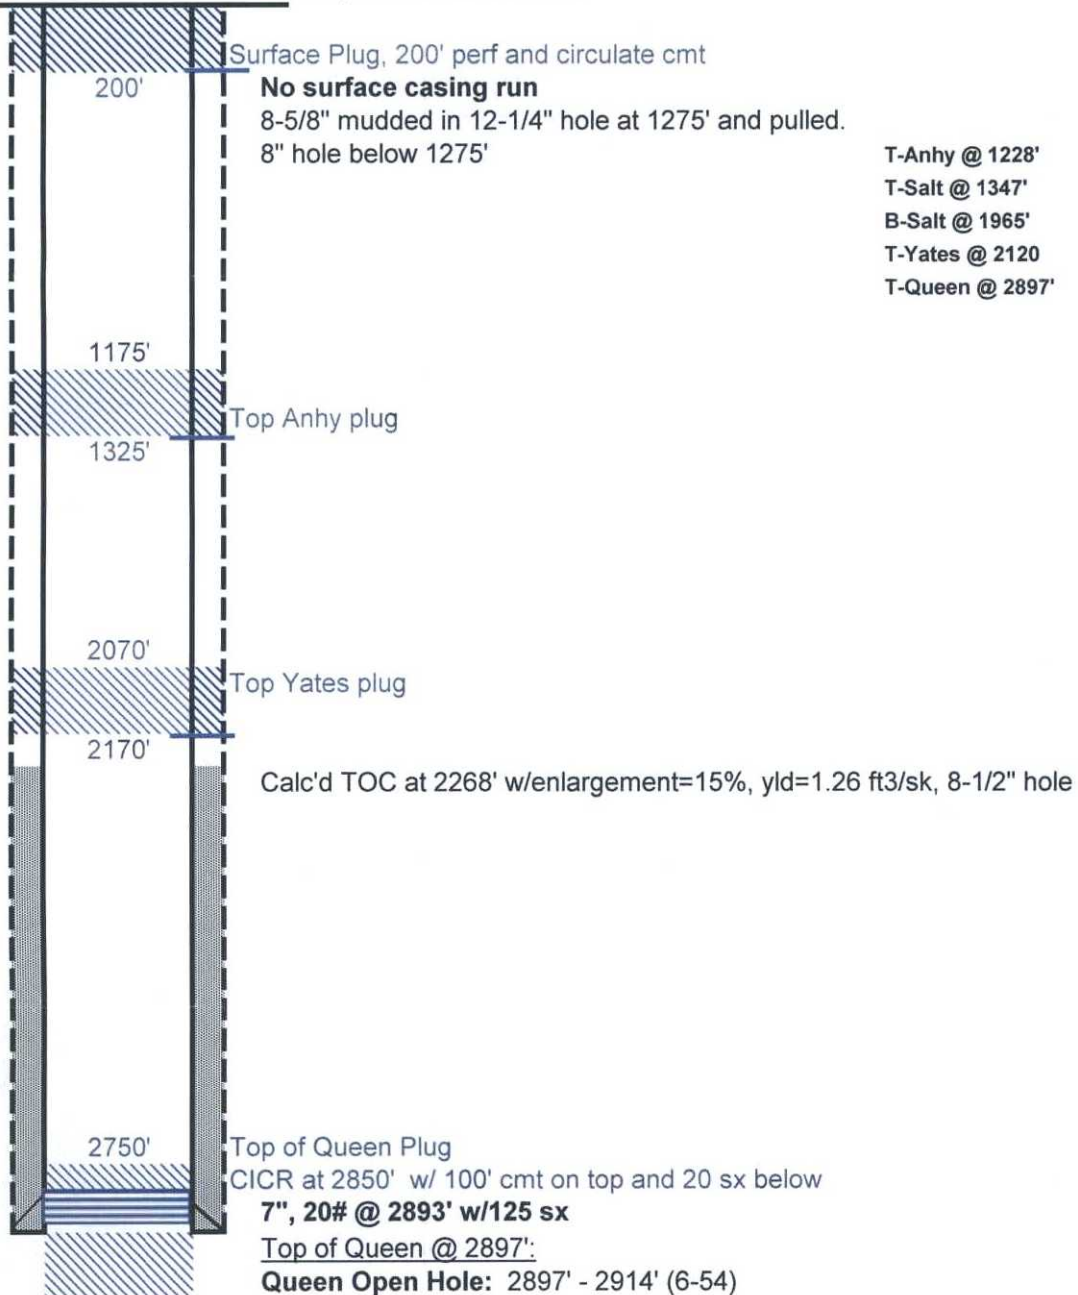 Surface Plug, 200' perf and circulate cmt
200'
No surface casing run
8-5/8" mudded in 12-1/4" hole at 1275' and pulled.
8" hole below 1275'
T-Anhy @ 1228'
T-Salt @ 1347'
B-Salt @ 1965'
T-Yates @ 2120
T-Queen @ 2897'
1175'
Top Anhy plug
1325'
2070'
Top Yates plug
2170'
Calc'd TOC at 2268' w/enlargement=15%, yld=1.26 ft3/sk, 8-1/2" hole
2750'
Top of Queen Plug
CICR at 2850' w/ 100' cmt on top and 20 sx below
7", 20# @ 2893' w/125 sx
Top of Queen @ 2897':
Queen Open Hole: 2897' - 2914' (6-54)